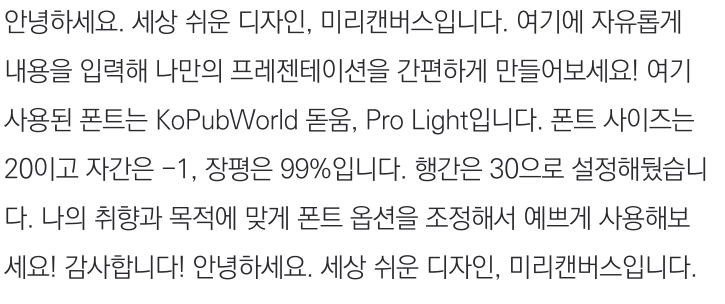 안녕하세요. 세상 쉬운 디자인, 미리캔버스입니다. 여기에 자유롭게
내용을 입력해 나만의 프레젠테이션을 간편하게 만들어보세요! 여기
사용된 폰트는 KoPubWorld 돋움, Pro Light입니다. 폰트 사이즈는
20이고 자간은 -1, 장평은 99%입니다. 행간은 30으로 설정해뒀습니
다. 나의 취향과 목적에 맞게 폰트 옵션을 조정해서 예쁘게 사용해보
세요! 감사합니다! 안녕하세요. 세상 쉬운 디자인, 미리캔버스입니다.